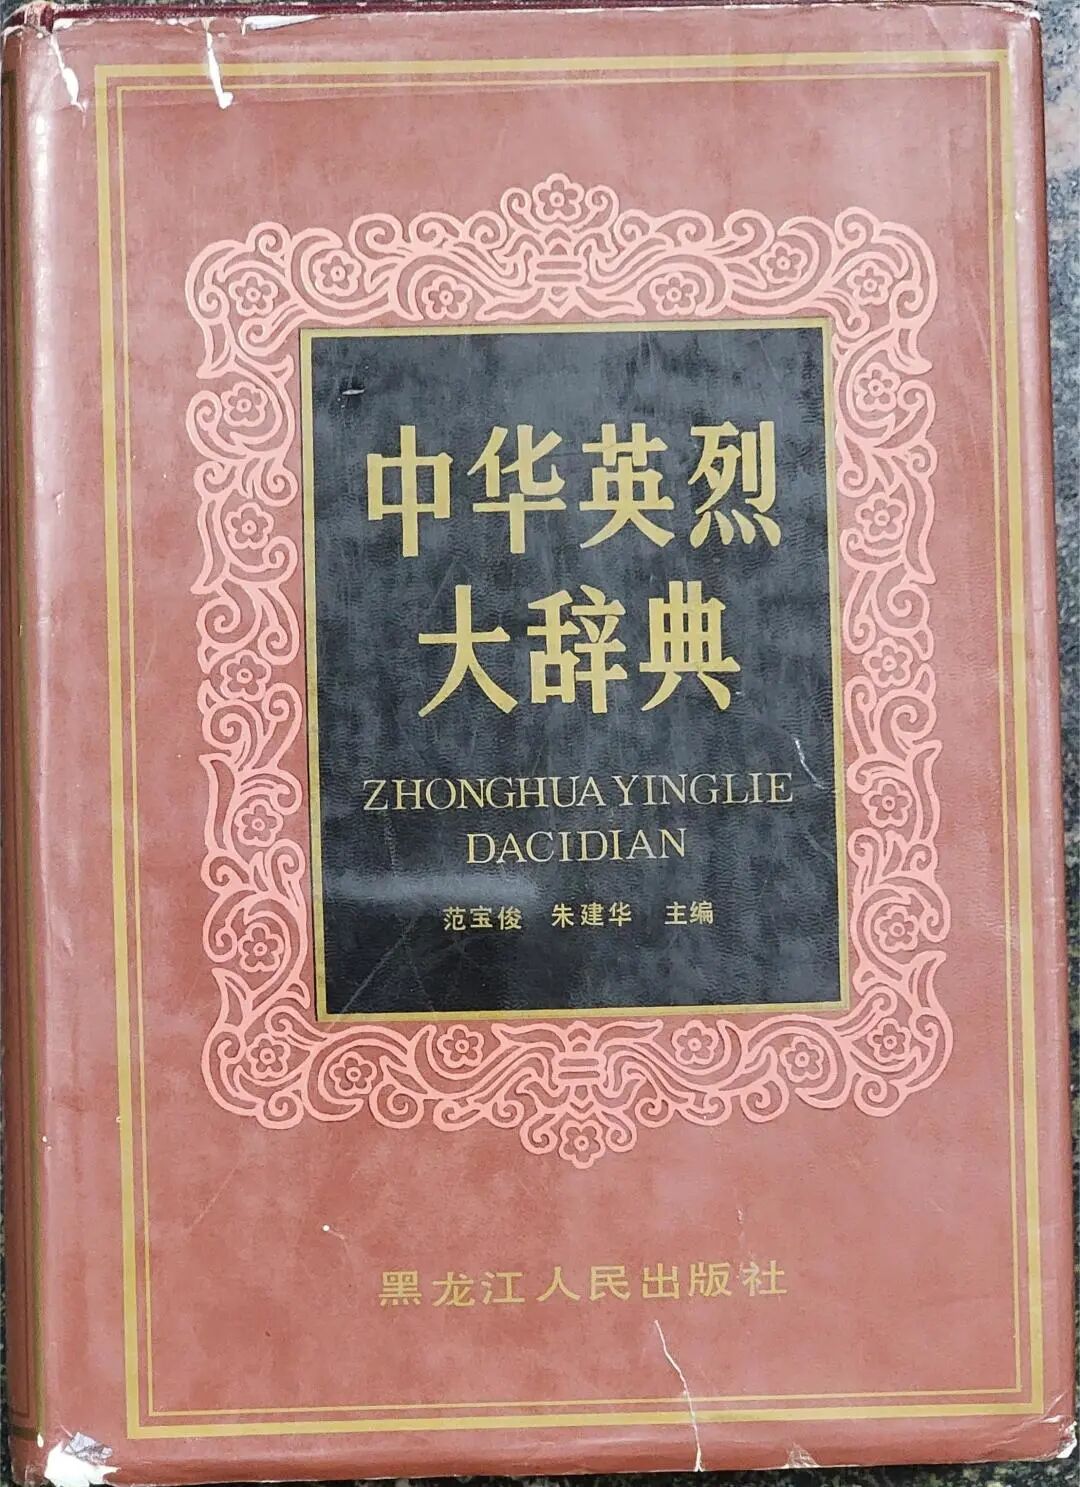 中华英烈
大辞典
ZHONGHUA YINGLIE
DACIDIAN
范宝俊 朱建华 主编
黑龙江人民出版社